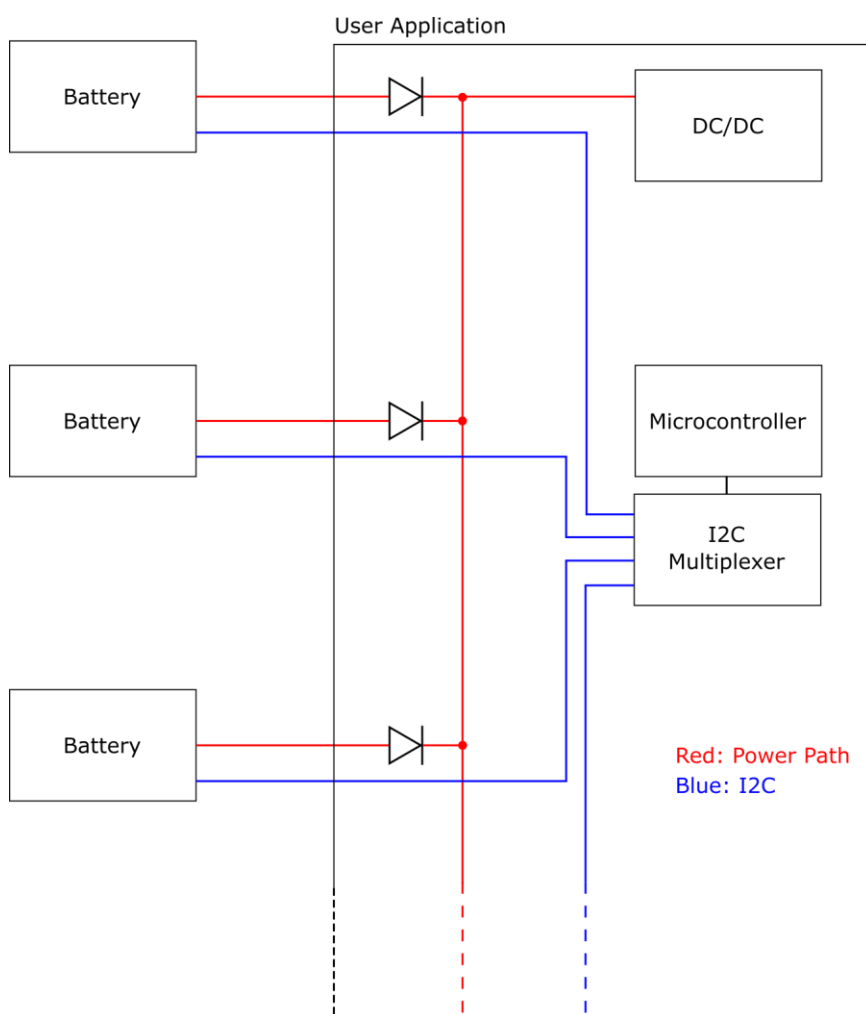 User Application
Battery
DC/DC
Battery
Microcontroller
I2C
Multiplexer
Battery
Red: Power Path
Blue: I2C